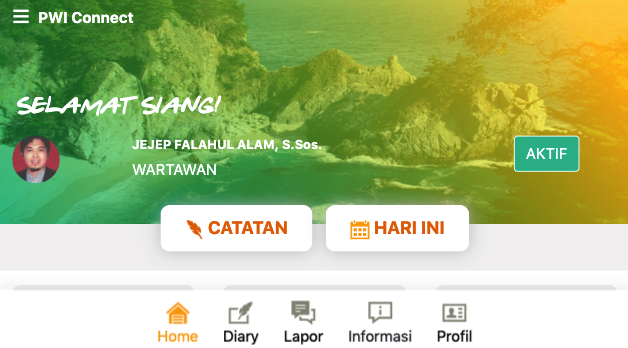 PWI Connect
SELAMAT SIANG!
JEJEP FALAHUL ALAM, S.Sos.
WARTAWAN
AKTIF
CATATAN
HARI INI
Home
Diary
Lapor
Informasi
Profil